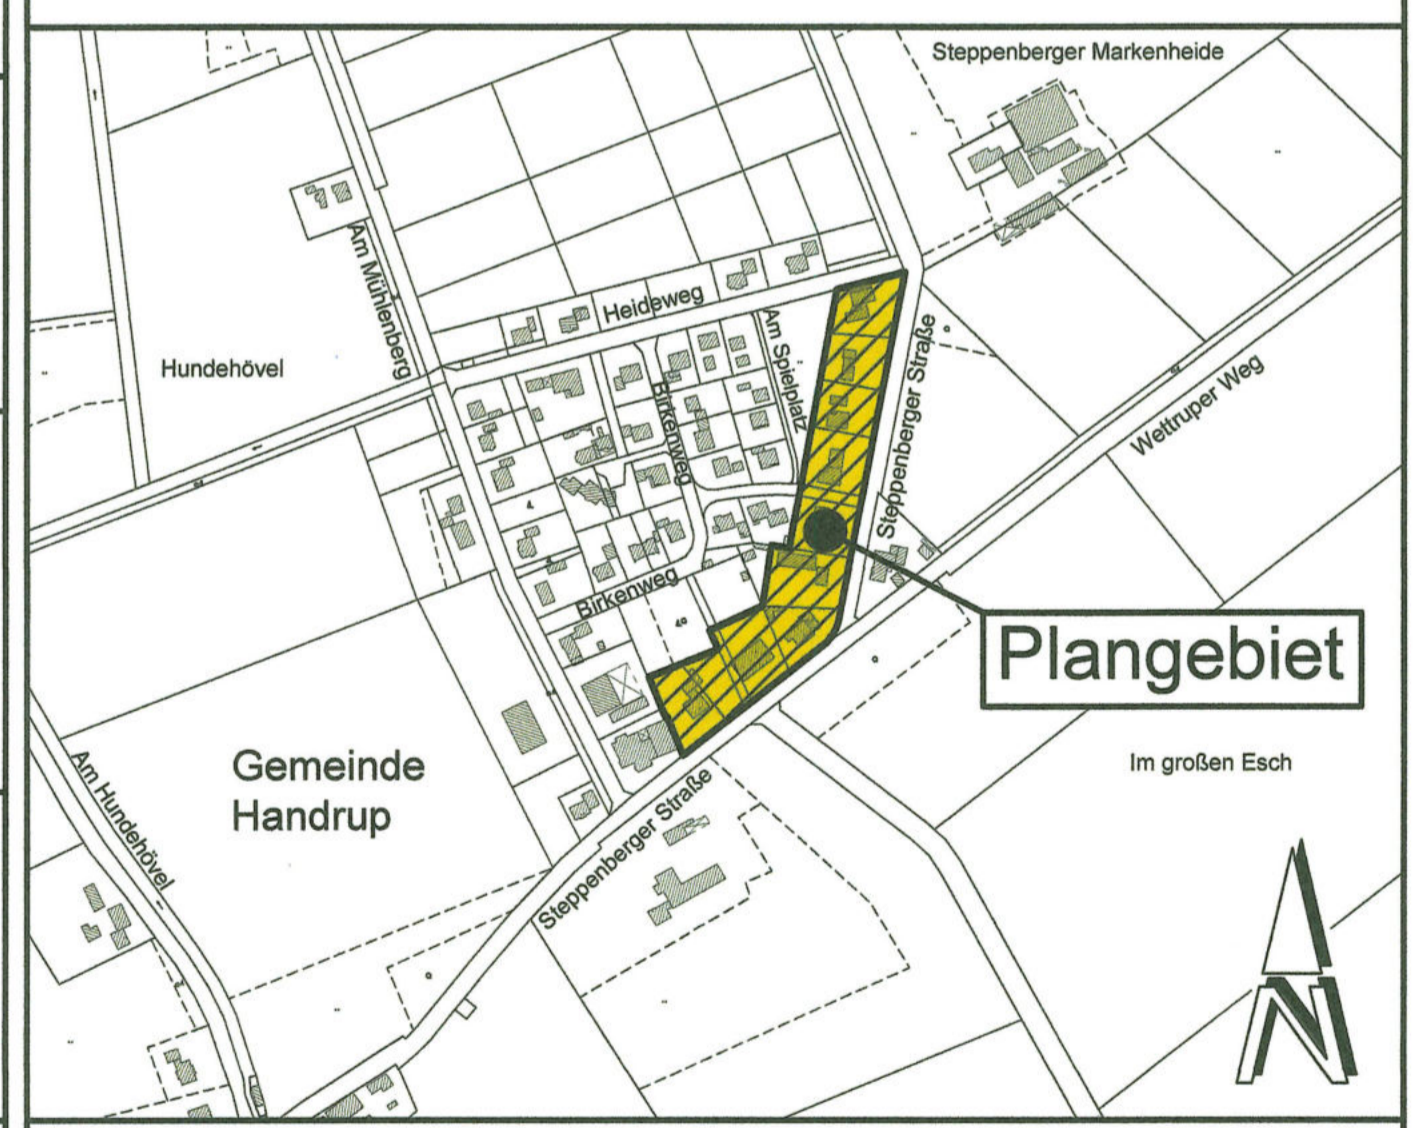 Steppenberger Markenheide
Am Mühlenberg
Heideweg
Hundehövel
Am Spielplatz
Steppenberger Straße
Birkenweg
Wettruper Weg
Birkenweg
Plangebiet
Gemeinde
Handrup
Im großen Esch
Am Hundehövel
Steppenberger Straße
N